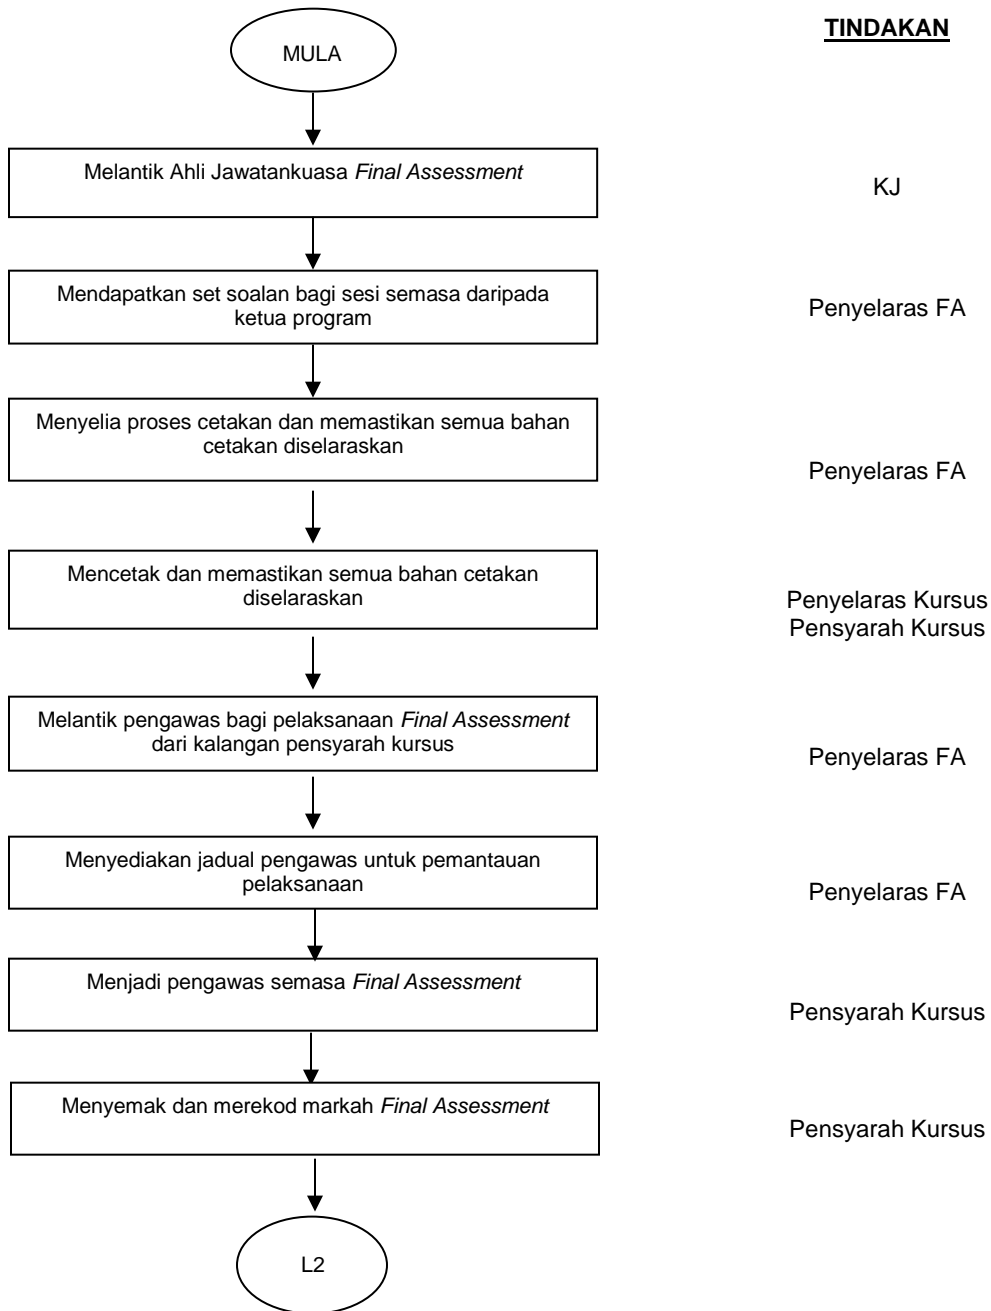 TINDAKAN
MULA
Melantik Ahli Jawatankuasa Final Assessment
KJ
Mendapatkan set soalan bagi sesi semasa daripada
ketua program
Penyelaras FA
Menyelia proses cetakan dan memastikan semua bahan
cetakan diselaraskan
Penyelaras FA
Mencetak dan memastikan semua bahan cetakan
diselaraskan
Penyelaras Kursus
Pensyarah Kursus
Melantik pengawas bagi pelaksanaan Final Assessment
dari kalangan pensyarah kursus
Penyelaras FA
Menyediakan jadual pengawas untuk pemantauan
pelaksanaan
Penyelaras FA
Menjadi pengawas semasa Final Assessment
Pensyarah Kursus
Menyemak dan merekod markah Final Assessment
Pensyarah Kursus
L2